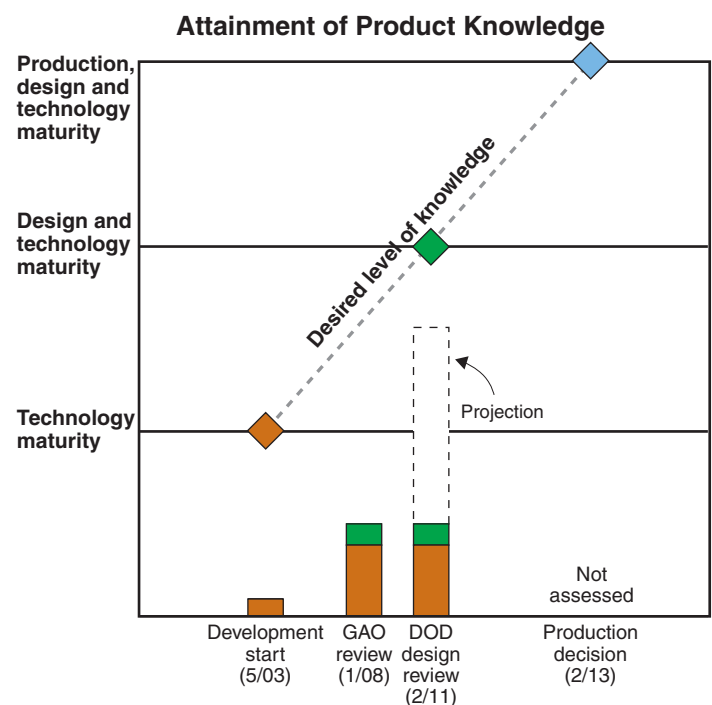 Attainment of Product Knowledge
Production,
design and
technology
maturity
Design and
technology
maturity
Technology
maturity
Desired level of knowledge
Projection
Not
assessed
Development
start
(5/03)
GAO
review
(1/08)
DOD
design
review
(2/11)
Production
decision
(2/13)